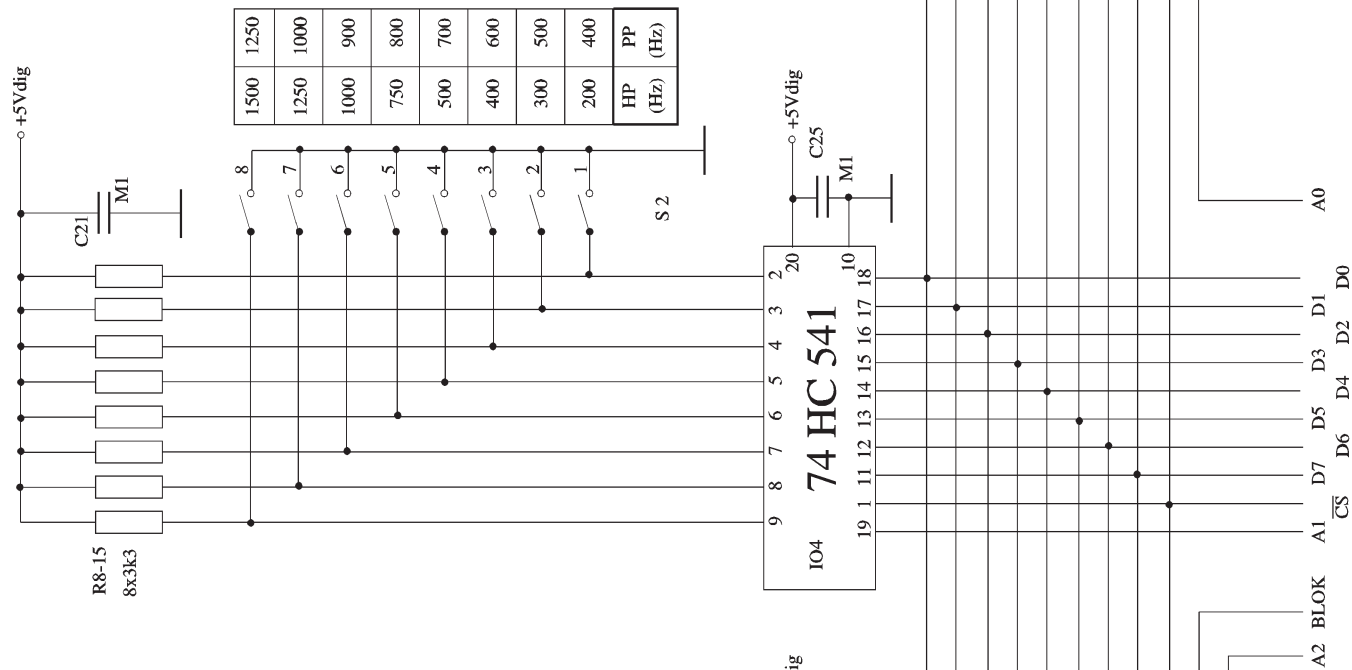 1250 1000 900 800 700 600 500 400 PP (Hz)
1500 1250 1000 750 500 400 300 200 HP (Hz)
+5Vdig
C21
M1
8 7 6 5 4 3 2 1
S 2
+5Vdig
C25
M1
20
10
2
3
4
5
6
7
8
9
74 HC 541
IO4
18
17
16
15
14
13
12
11
1
19
A0
D0
D1
D2
D3
D4
D5
D6
D7
CS
A1
BLOK
A2
R8-15
8x3k3